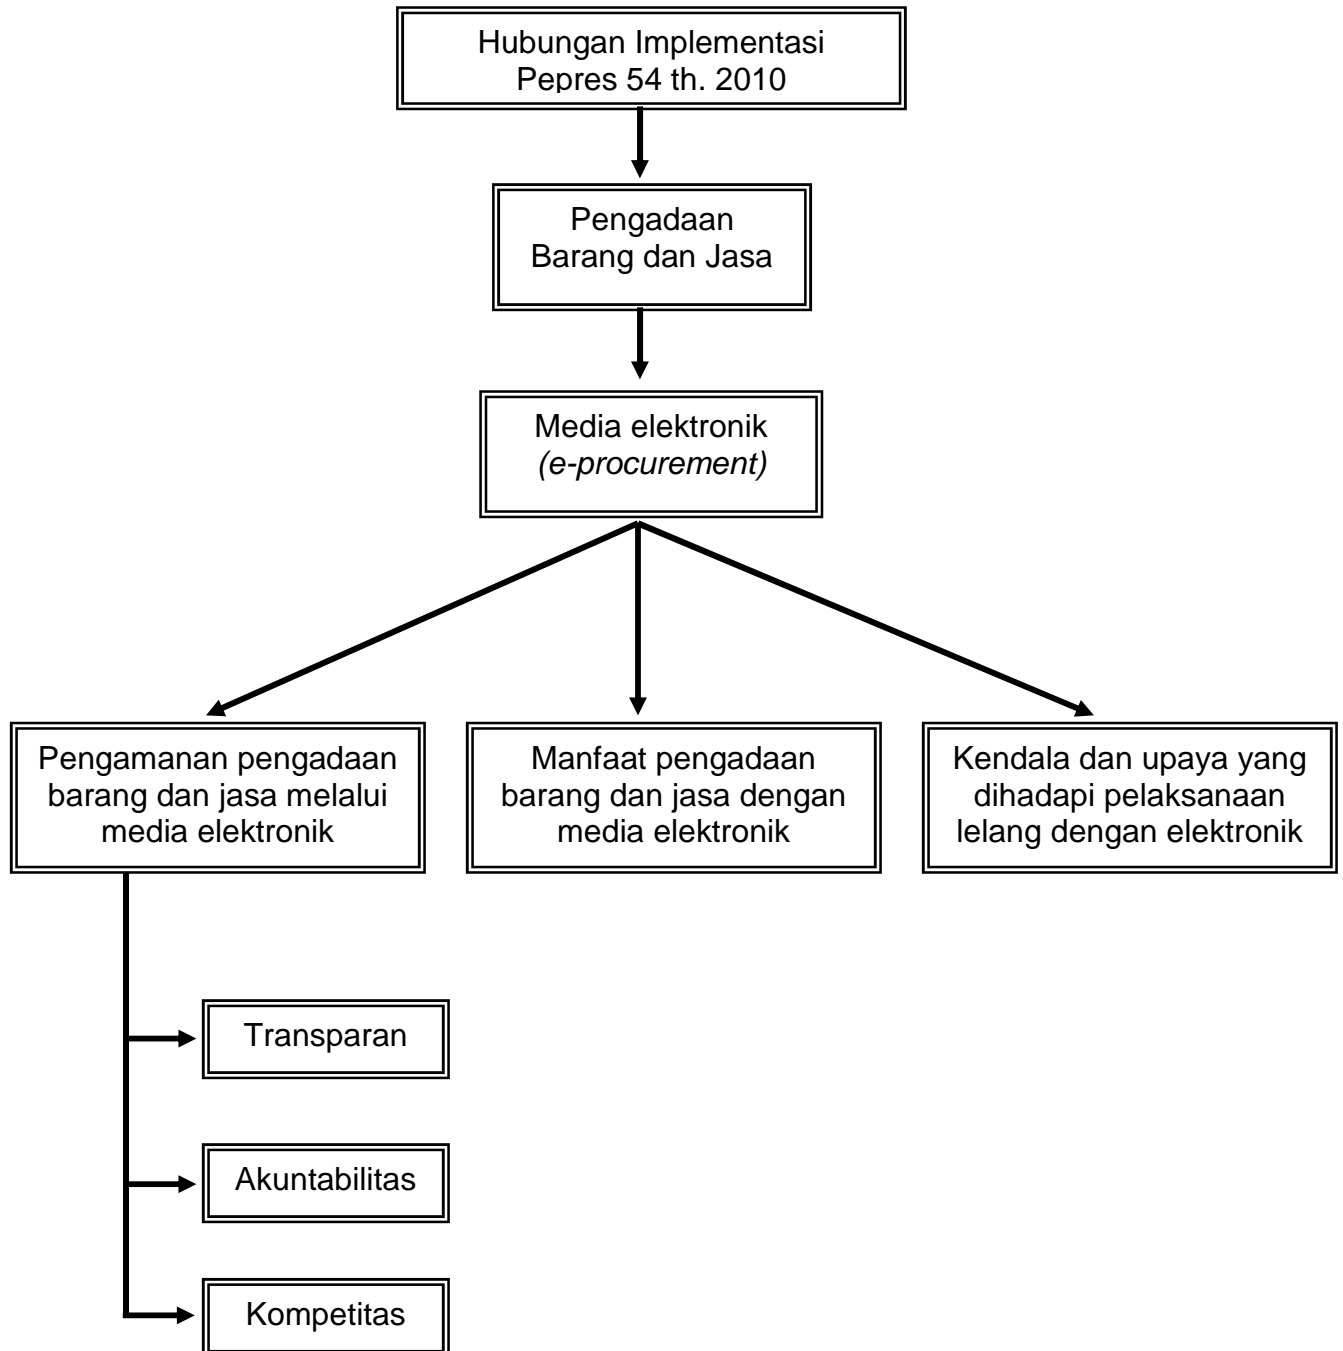 Hubungan Implementasi
Pepres 54 th. 2010
Pengadaan
Barang dan Jasa
Media elektronik
(e-procurement)
Pengamanan pengadaan
barang dan jasa melalui
media elektronik
Manfaat pengadaan
barang dan jasa dengan
media elektronik
Kendala dan upaya yang
dihadapi pelaksanaan
lelang dengan elektronik
Transparan
Akuntabilitas
Kompetitas